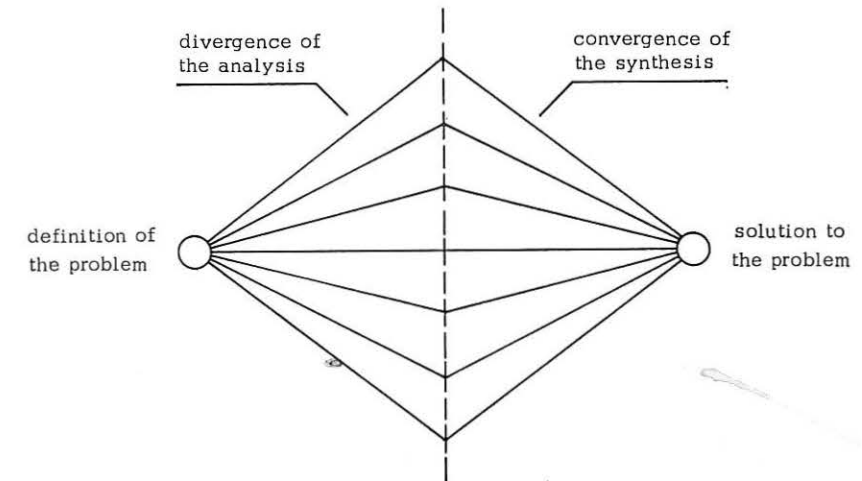 divergence of
the analysis
convergence of
the synthesis
definition of
the problem
solution to
the problem